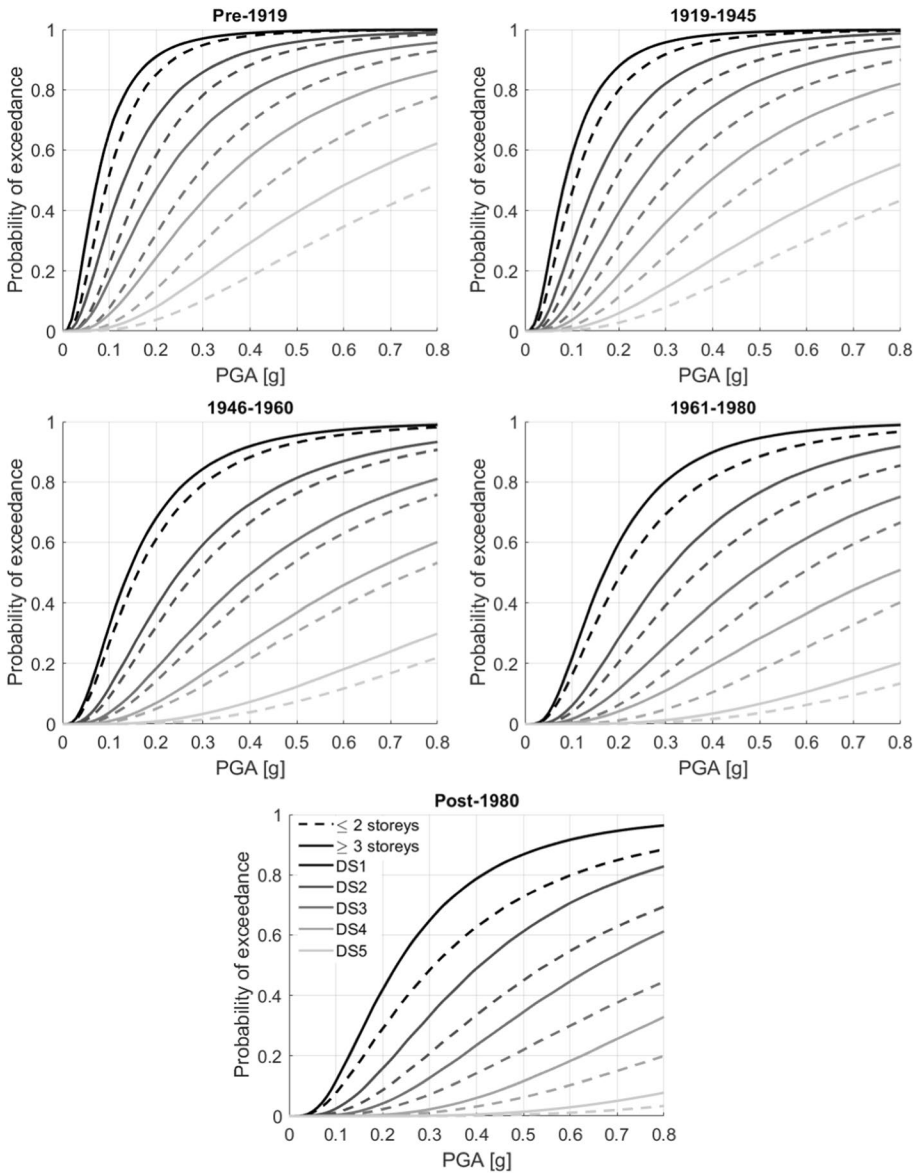 Pre-1919
Probability of exceedance
1
0.8
0.6
0.4
0.2
0
0 0.1 0.2 0.3 0.4 0.5 0.6 0.7 0.8
PGA [g]
1919-1945
Probability of exceedance
1
0.8
0.6
0.4
0.2
0
0 0.1 0.2 0.3 0.4 0.5 0.6 0.7 0.8
PGA [g]
1946-1960
Probability of exceedance
1
0.8
0.6
0.4
0.2
0
0 0.1 0.2 0.3 0.4 0.5 0.6 0.7 0.8
PGA [g]
1961-1980
Probability of exceedance
1
0.8
0.6
0.4
0.2
0
0 0.1 0.2 0.3 0.4 0.5 0.6 0.7 0.8
PGA [g]
Post-1980
Probability of exceedance
1
0.8
0.6
0.4
0.2
0
≤ 2 storeys
≥ 3 storeys
DS1
DS2
DS3
DS4
DS5
0 0.1 0.2 0.3 0.4 0.5 0.6 0.7 0.8
PGA [g]